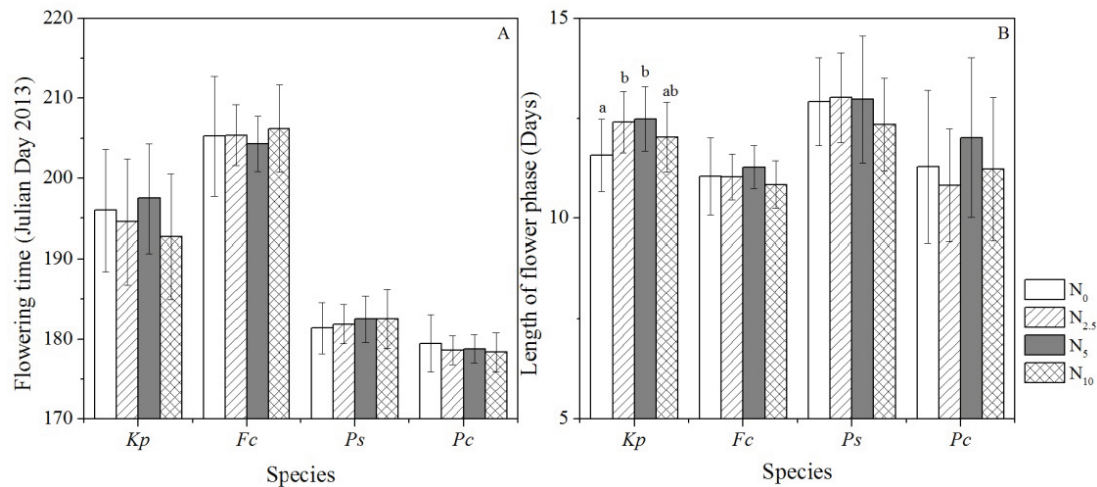 220
210
200
190
180
170
Flowering time (Julian Day 2013)
A
Kp Fc Ps Pc
Species
15
10
5
Length of flower phase (Days)
B
a b b ab
Kp Fc Ps Pc
Species
N0
N2.5
N5
N10